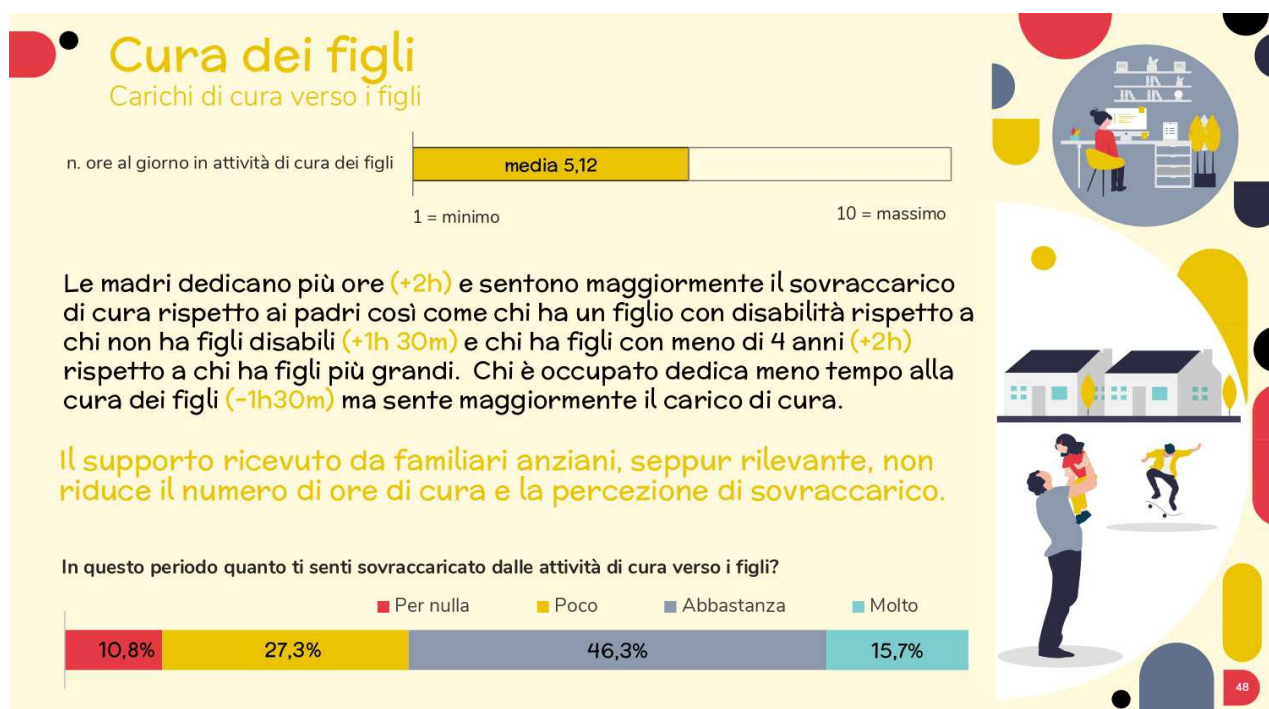 Cura dei figli
Carichi di cura verso i figli
n. ore al giorno in attività di cura dei figli
media 5,12
1 = minimo
10 = massimo
Le madri dedicano più ore (+2h) e sentono maggiormente il sovraccarico
di cura rispetto ai padri così come chi ha un figlio con disabilità rispetto a
chi non ha figli disabili (+1h 30m) e chi ha figli con meno di 4 anni (+2h)
rispetto a chi ha figli più grandi. Chi è occupato dedica meno tempo alla
cura dei figli (-1h30m) ma sente maggiormente il carico di cura.
Il supporto ricevuto da familiari anziani, seppur rilevante, non
riduce il numero di ore di cura e la percezione di sovraccarico.
In questo periodo quanto ti senti sovraccaricato dalle attività di cura verso i figli?
Per nulla Poco Abbastanza Molto
10,8% 27,3% 46,3% 15,7%
48